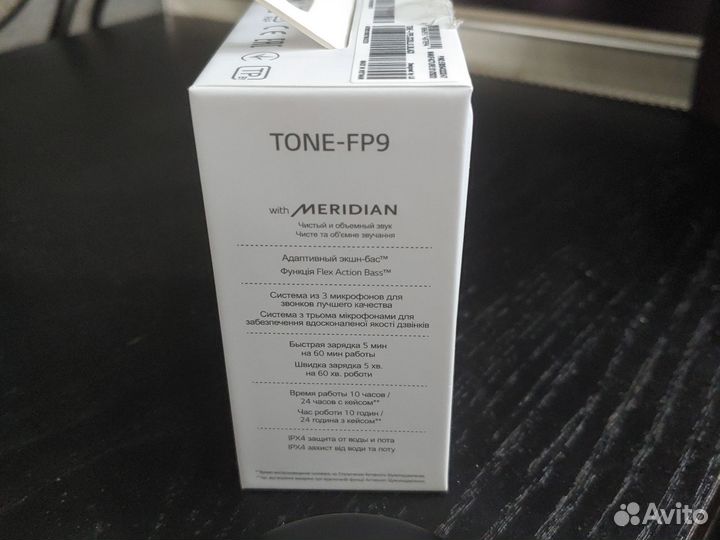 TONE-FP9
with MERIDIAN
Чистый и объемный звук
Чисте та об'ємне звучання
Адаптивный экшн-бас™
Функція Flex Action Bass™
Система из 3 микрофонов для
звонков лучшего качества
Система з трьома мікрофонами для
забезпечення вдосконаленої якості дзвінків
Быстрая зарядка 5 мин
на 60 мин работы
Швидка зарядка 5 хв.
на 60 хв. роботи
Время работы 10 часов /
24 часов с кейсом**
Час роботи 10 годин /
24 година з кейсом**
IPX4 защита от воды и пота
IPX4 захист від води та поту
Avito